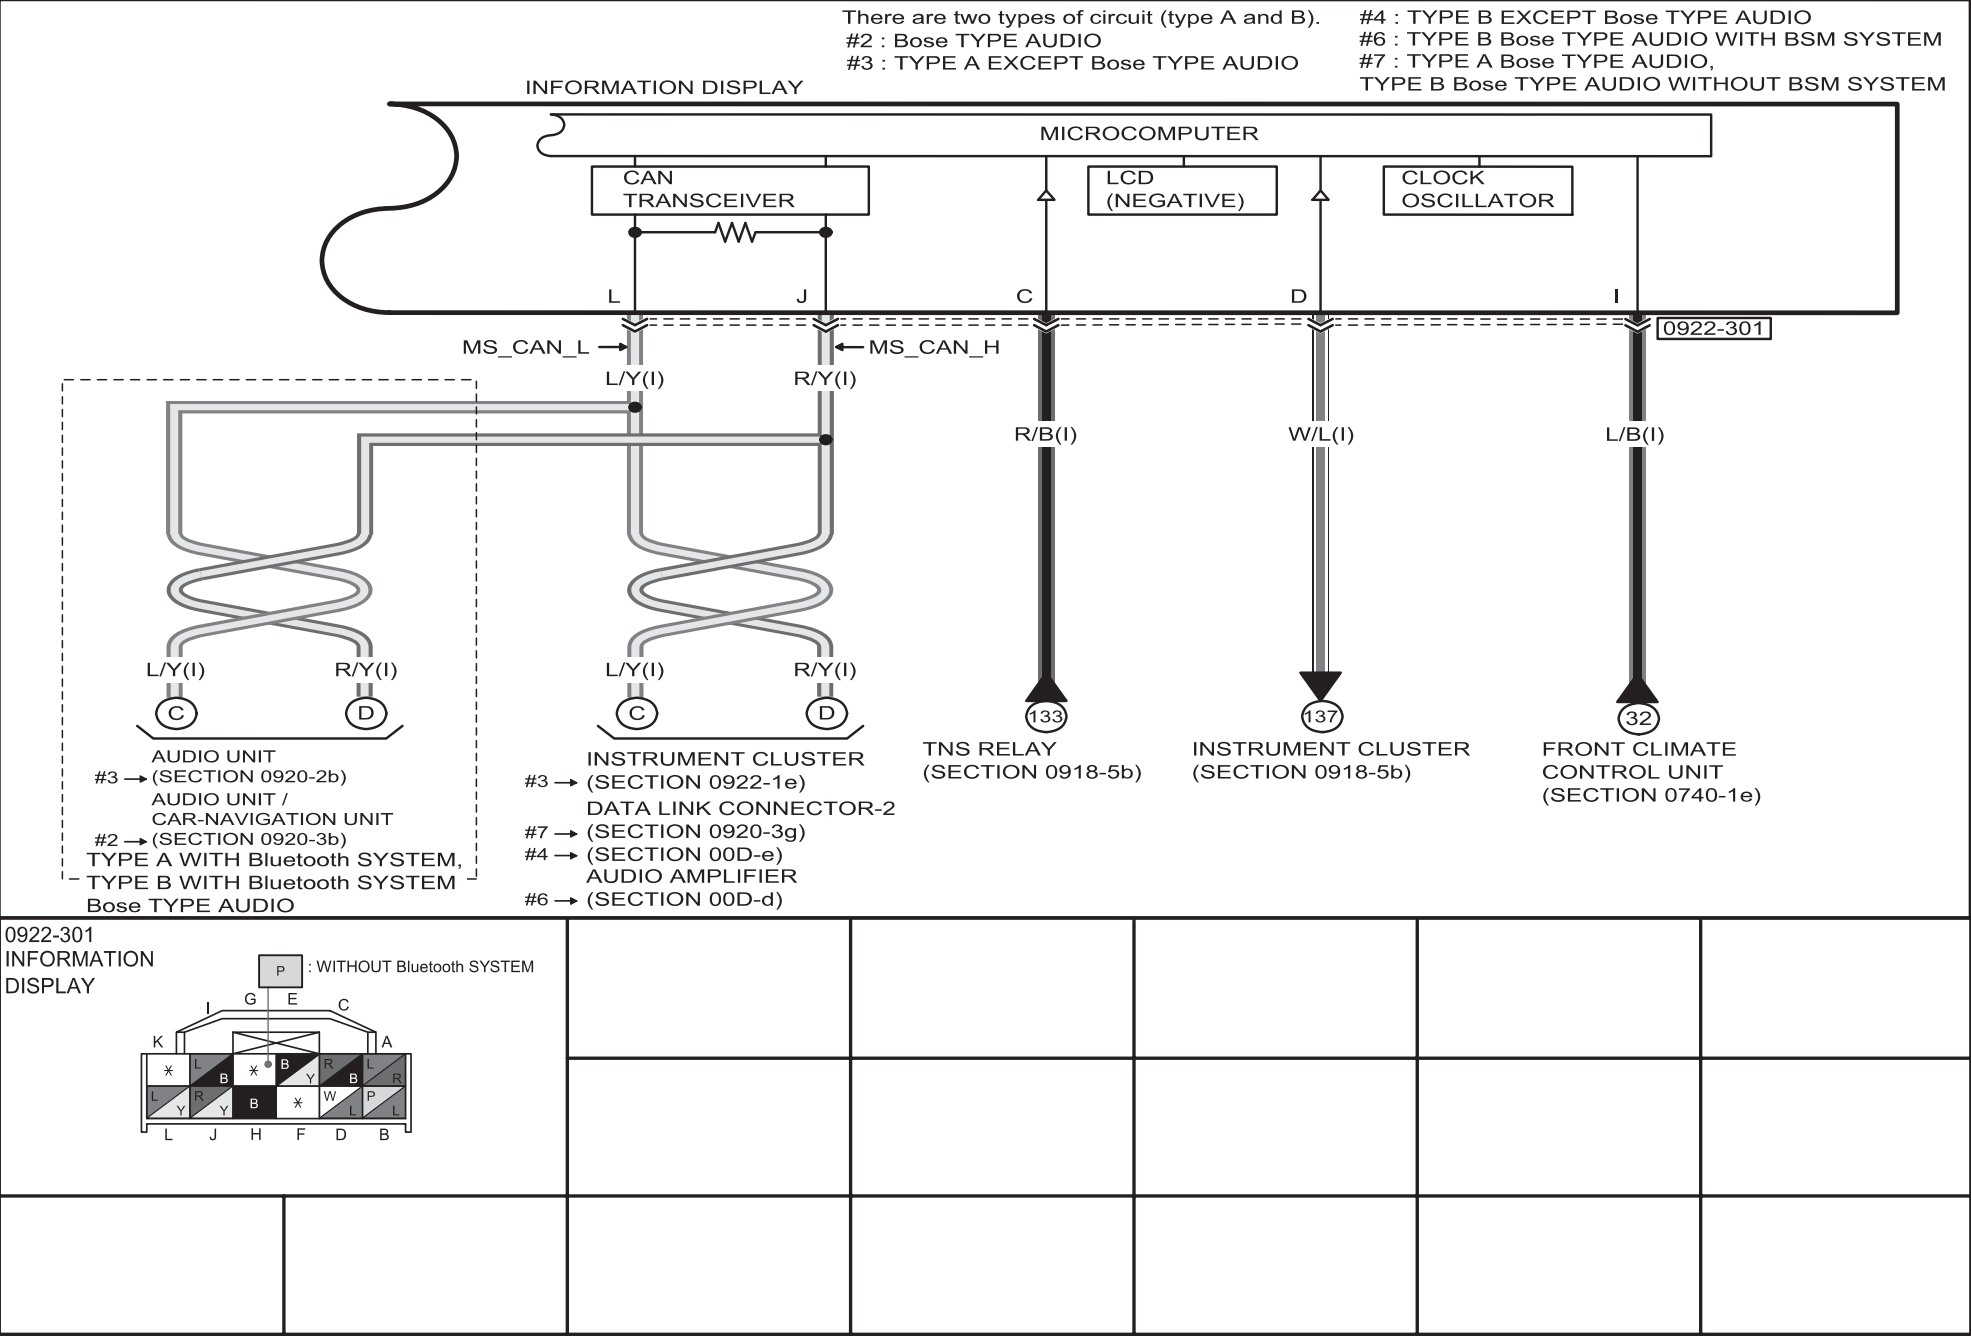 There are two types of circuit (type A and B).
#2 : Bose TYPE AUDIO
#3 : TYPE A EXCEPT Bose TYPE AUDIO
#4 : TYPE B EXCEPT Bose TYPE AUDIO
#6 : TYPE B Bose TYPE AUDIO WITH BSM SYSTEM
#7 : TYPE A Bose TYPE AUDIO,
TYPE B Bose TYPE AUDIO WITHOUT BSM SYSTEM
INFORMATION DISPLAY
MICROCOMPUTER
CAN
TRANSCEIVER
LCD
(NEGATIVE)
CLOCK
OSCILLATOR
L J C D I
0922-301
MS_CAN_L
MS_CAN_H
L/Y(I) R/Y(I)
R/B(I) W/L(I) L/B(I)
L/Y(I) R/Y(I) L/Y(I) R/Y(I)
C D C D 133 137 32
AUDIO UNIT
#3 → (SECTION 0920-2b)
AUDIO UNIT /
CAR-NAVIGATION UNIT
#2 → (SECTION 0920-3b)
TYPE A WITH Bluetooth SYSTEM,
TYPE B WITH Bluetooth SYSTEM
Bose TYPE AUDIO
INSTRUMENT CLUSTER
#3 → (SECTION 0922-1e)
DATA LINK CONNECTOR-2
#7 → (SECTION 0920-3g)
#4 → (SECTION 00D-e)
AUDIO AMPLIFIER
#6 → (SECTION 00D-d)
TNS RELAY
(SECTION 0918-5b)
INSTRUMENT CLUSTER
(SECTION 0918-5b)
FRONT CLIMATE
CONTROL UNIT
(SECTION 0740-1e)
0922-301
INFORMATION
DISPLAY
P : WITHOUT Bluetooth SYSTEM
K I G E C A
* L B * B Y R B L R
L Y R Y B * W L P L
L J H F D B